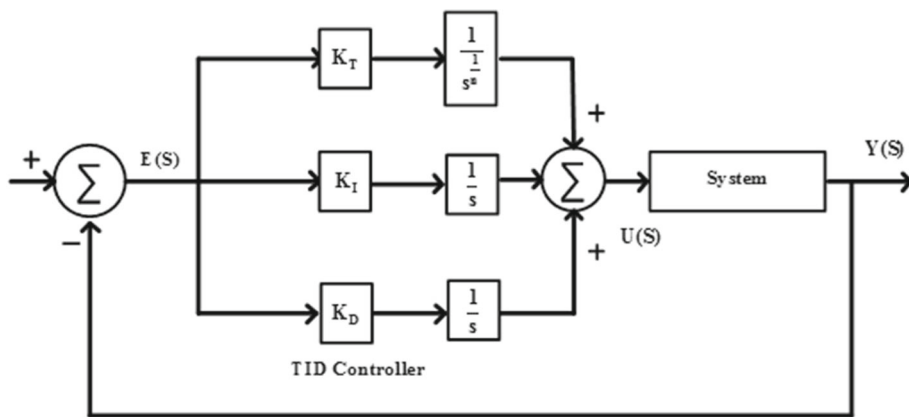 K_T
1
s^(1/n)
+
+
E(S)
Σ
K_I
1
s
Σ
System
Y(S)
−
+
U(S)
K_D
1
s
TID Controller